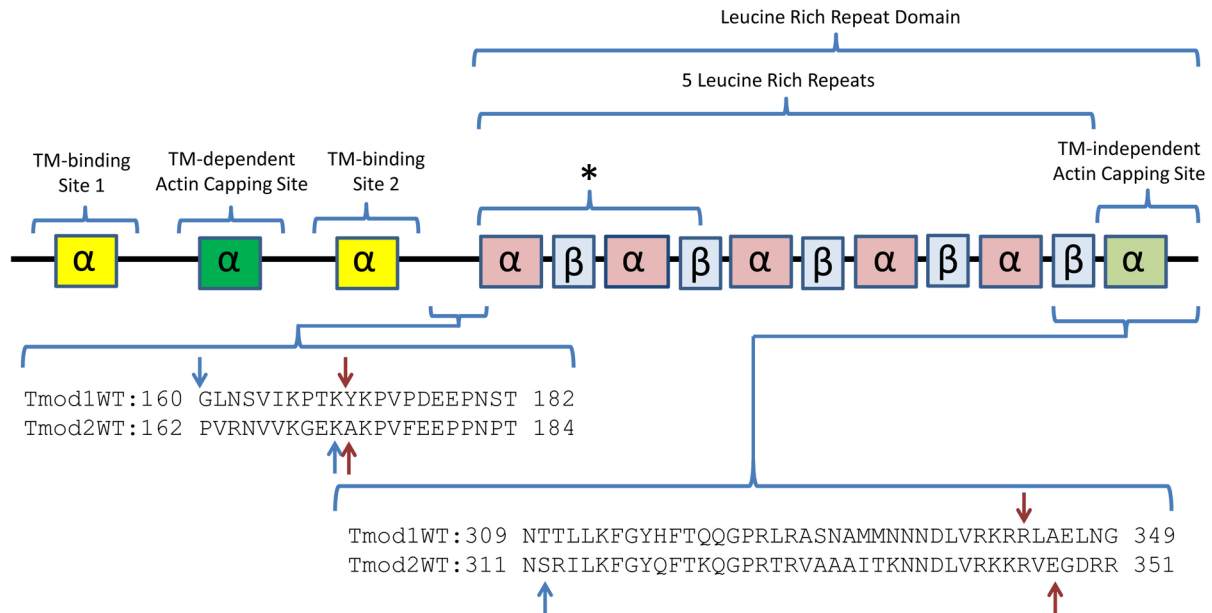 Leucine Rich Repeat Domain
5 Leucine Rich Repeats
TM-binding
Site 1
TM-dependent
Actin Capping Site
TM-binding
Site 2
*
TM-independent
Actin Capping Site
α α α α β α β α β α β α β α
Tmod1WT:160 GLNSVIKPTKYKPVPDEEPNST 182
Tmod2WT:162 PVRNVVKGEKAKPVFEEPPNPT 184
Tmod1WT:309 NTTLLKFGYHFTQQGPRLRASNAMMNNNDLVRKRRLAELNG 349
Tmod2WT:311 NSRILKFGYQFTKQGPRTRVAAAITKNNDLVRKKRVEGDRR 351